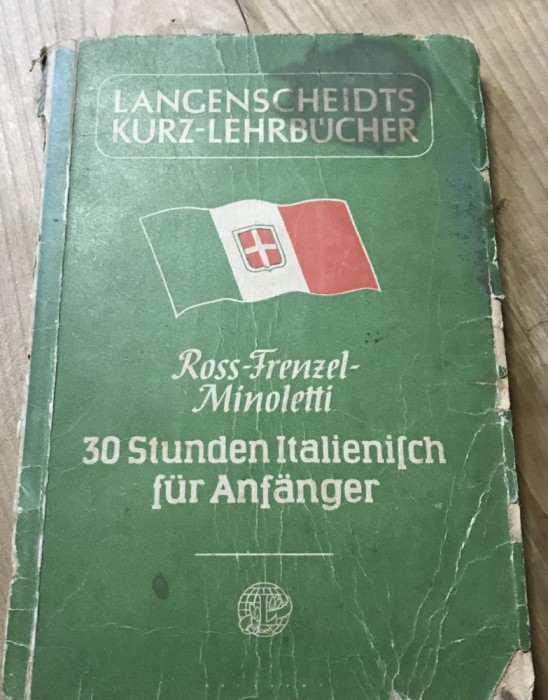 LANGENSCHEIDTS
KURZ-LEHRBÜCHER
Ross-Frenzel-
Minoletti
30 Stunden Italieniſch
für Anfänger
L